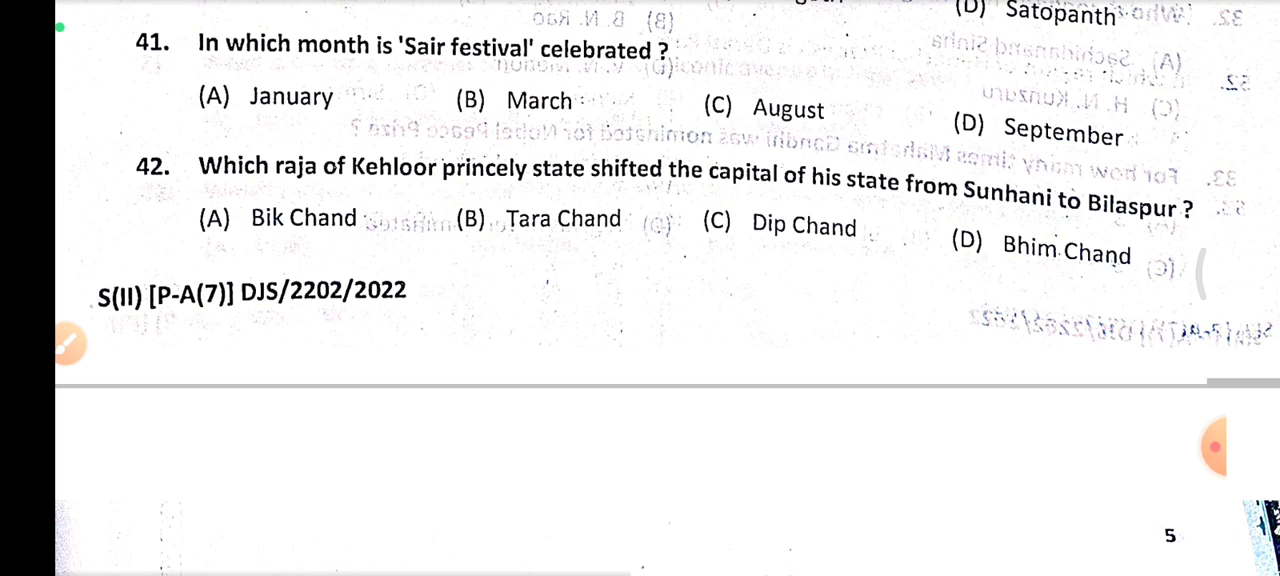 (D) Satopanth
41. In which month is 'Sair festival' celebrated ?
(A) January (B) March (C) August (D) September
42. Which raja of Kehloor princely state shifted the capital of his state from Sunhani to Bilaspur ?
(A) Bik Chand (B) Tara Chand (C) Dip Chand (D) Bhim Chand
S(II) [P-A(7)] DJS/2202/2022
5